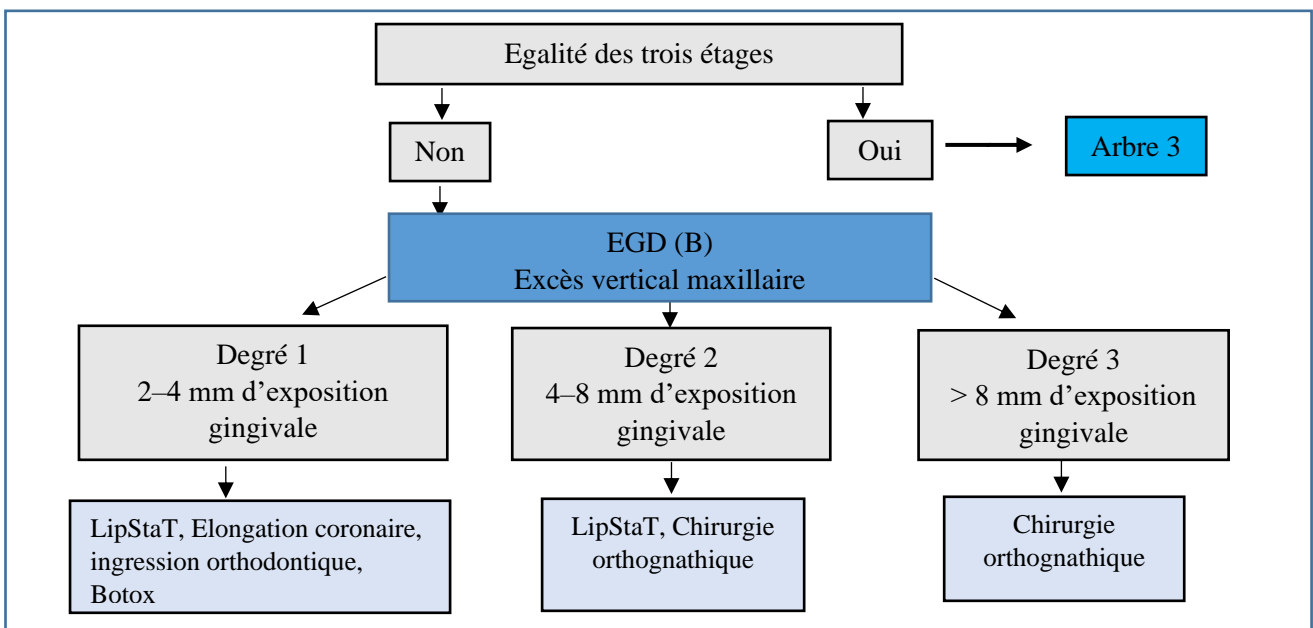 Egalité des trois étages
Non
Oui
Arbre 3
EGD (B)
Excès vertical maxillaire
Degré 1
2–4 mm d’exposition
gingivale
Degré 2
4–8 mm d’exposition
gingivale
Degré 3
> 8 mm d’exposition
gingivale
LipStaT, Elongation coronaire,
ingression orthodontique,
Botox
LipStaT, Chirurgie
orthognathique
Chirurgie
orthognathique